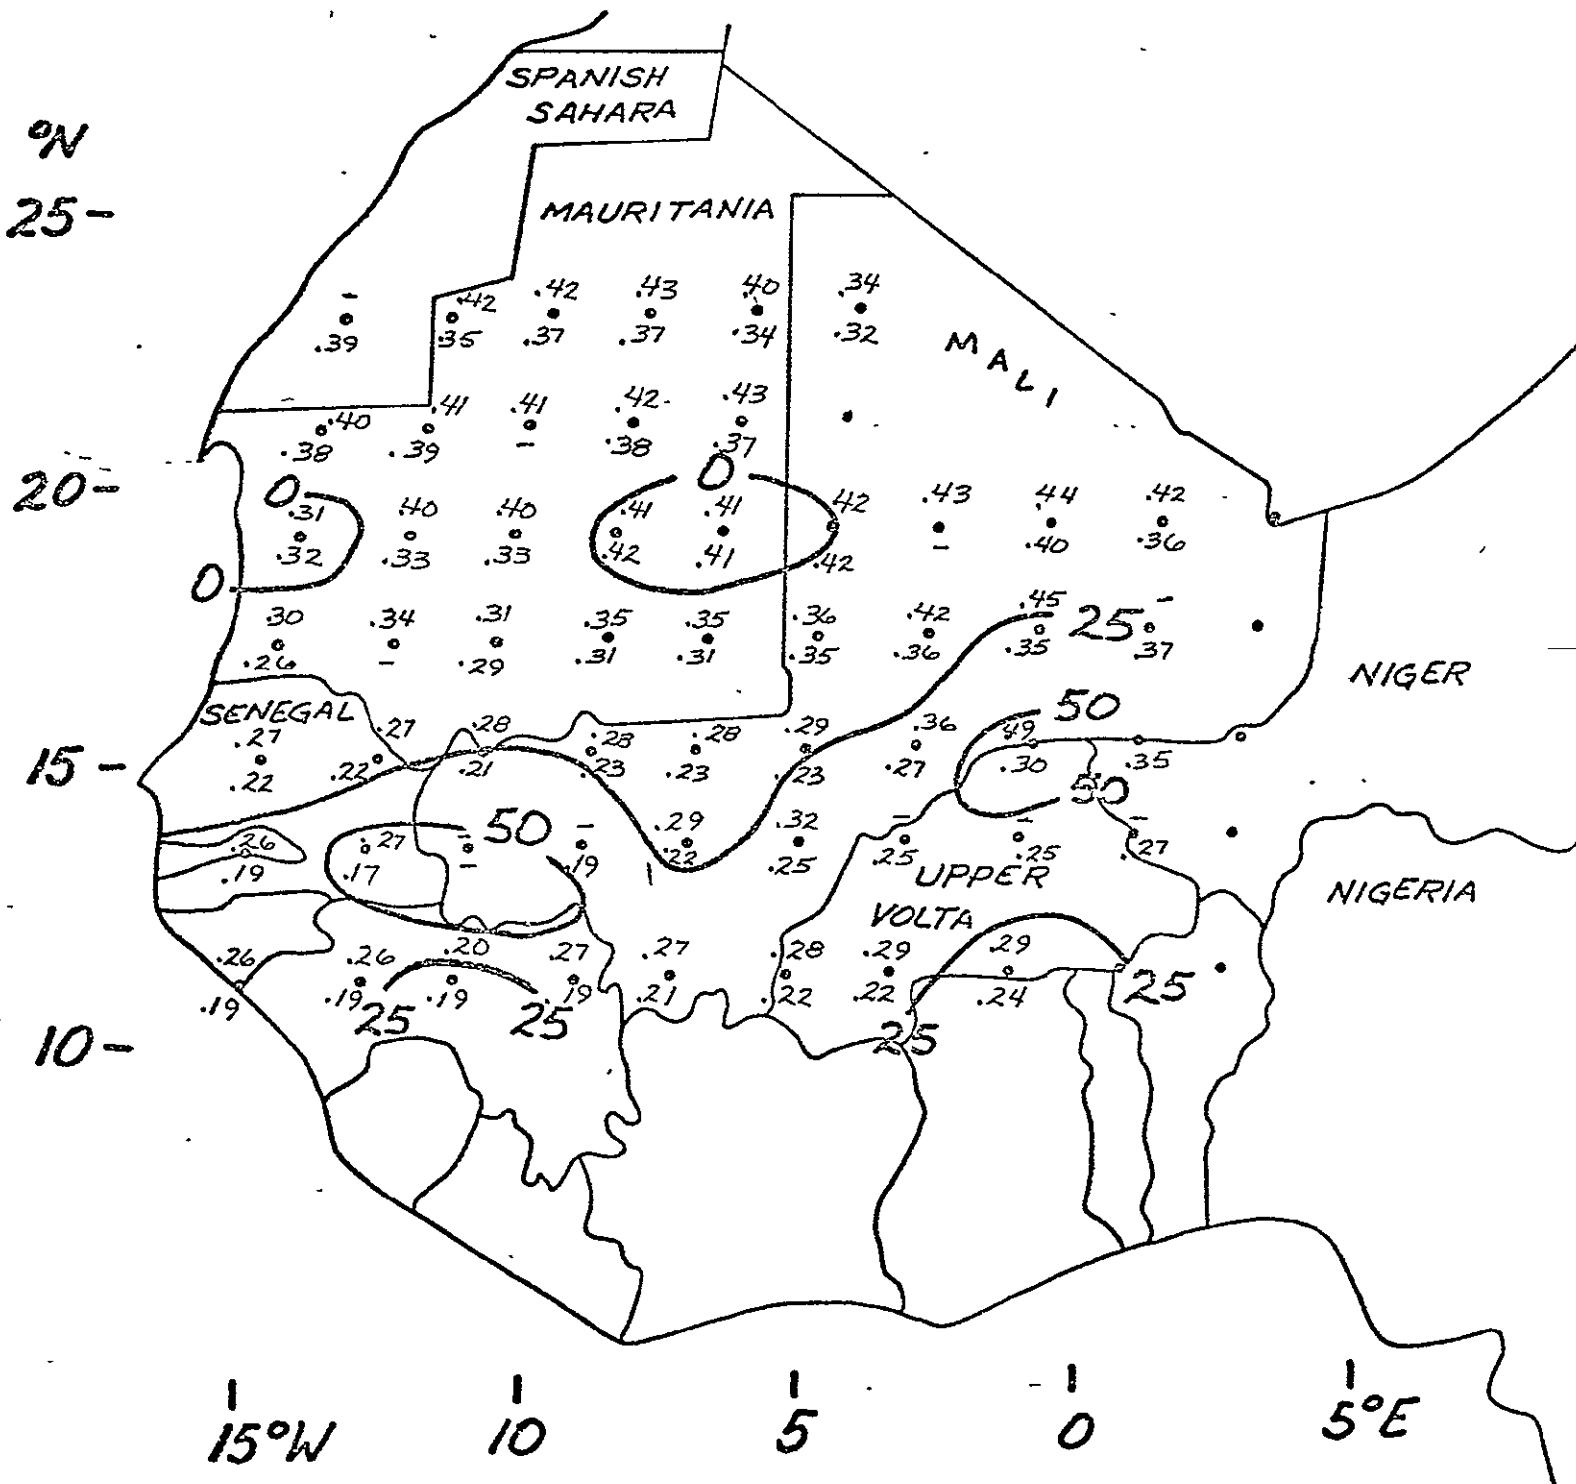 SPANISH
SAHARA
°N
25-
MAURITANIA
- .42 .42 .43 .40 .34
.39 .35 .37 .37 .34 .32
MALI
.40 .41 .41 .42 .43
.38 .39 - .38 .37
20-
0 0
.31 .40 .40 .41 .41 .42 .43 .44 .42
.32 .33 .33 .42 .41 .42 - .40 .36
0
.30 .34 .31 .35 .35 .36 .42 .45 25 -
.26 - .29 .31 .31 .35 .36 .35 .37
NIGER
SENEGAL
50
.27 .27 .28 .28 .28 .29 .36 .49
15-
.22 .22 .21 .23 .23 .23 .27 .30 .35
50
.26 .27 - 50 - .29 .32 - - -
.19 .17 - .19 .22 .25 .25 .25 .27
UPPER
VOLTA
NIGERIA
.26 .26 .20 .27 .27 .28 .29 .29
.19 .19 .19 .19 .21 .22 .22 .24
25 25 25 25
10-
15°W 10 5 0 5°E